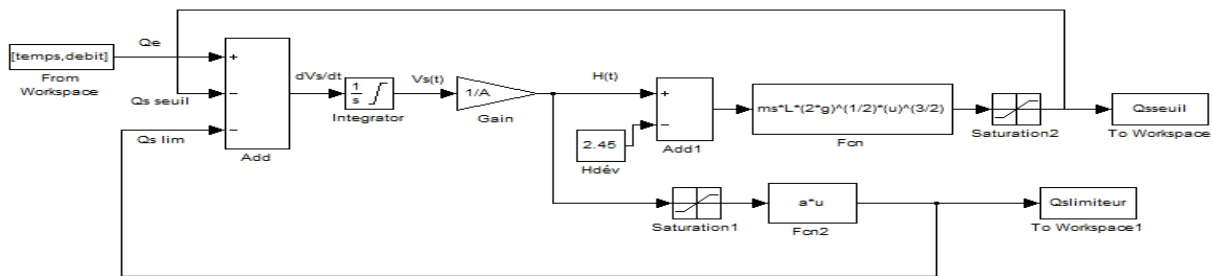 [temps,debit]
From
Workspace
Qe
Qs seuil
Qs lim
+
−
−
Add
dVs/dt
1
s
Integrator
Vs(t)
1/A
Gain
H(t)
2.45
Hdév
+
−
Add1
ms*L*(2*g)^(1/2)*(u)^(3/2)
Fcn
Saturation2
Qsseuil
To Workspace
Saturation1
a*u
Fcn2
Qslimiteur
To Workspace1